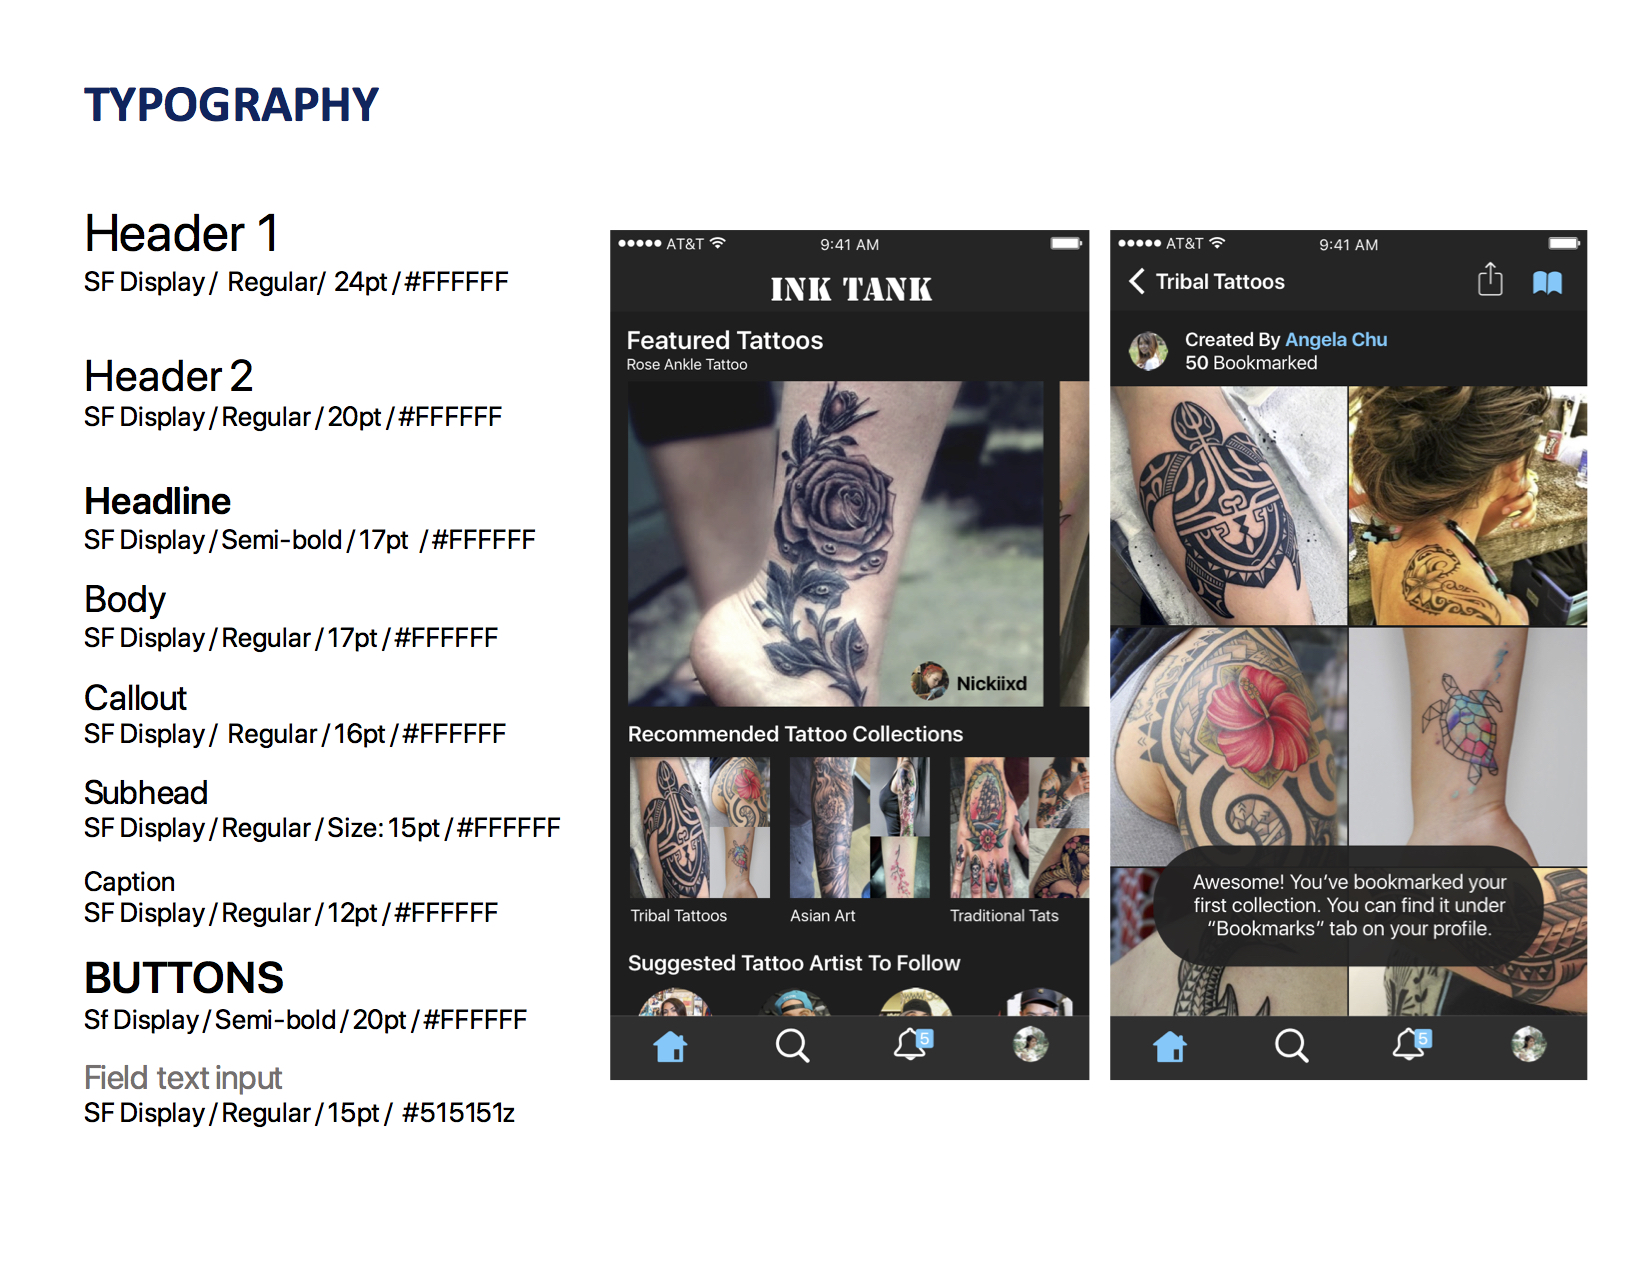 TYPOGRAPHY
Header 1
SF Display / Regular/ 24pt / #FFFFFF
Header 2
SF Display / Regular / 20pt / #FFFFFF
Headline
SF Display / Semi-bold / 17pt / #FFFFFF
Body
SF Display / Regular / 17pt / #FFFFFF
Callout
SF Display / Regular / 16pt / #FFFFFF
Subhead
SF Display / Regular / Size: 15pt / #FFFFFF
Caption
SF Display / Regular / 12pt / #FFFFFF
BUTTONS
Sf Display / Semi-bold / 20pt / #FFFFFF
Field text input
SF Display / Regular / 15pt / #515151z
AT&T 9:41 AM
INK TANK
Featured Tattoos
Rose Ankle Tattoo
Nickiixd
Recommended Tattoo Collections
Tribal Tattoos Asian Art Traditional Tats
Suggested Tattoo Artist To Follow
5
AT&T 9:41 AM
Tribal Tattoos
Created By Angela Chu
50 Bookmarked
Awesome! You’ve bookmarked your
first collection. You can find it under
“Bookmarks” tab on your profile.
5